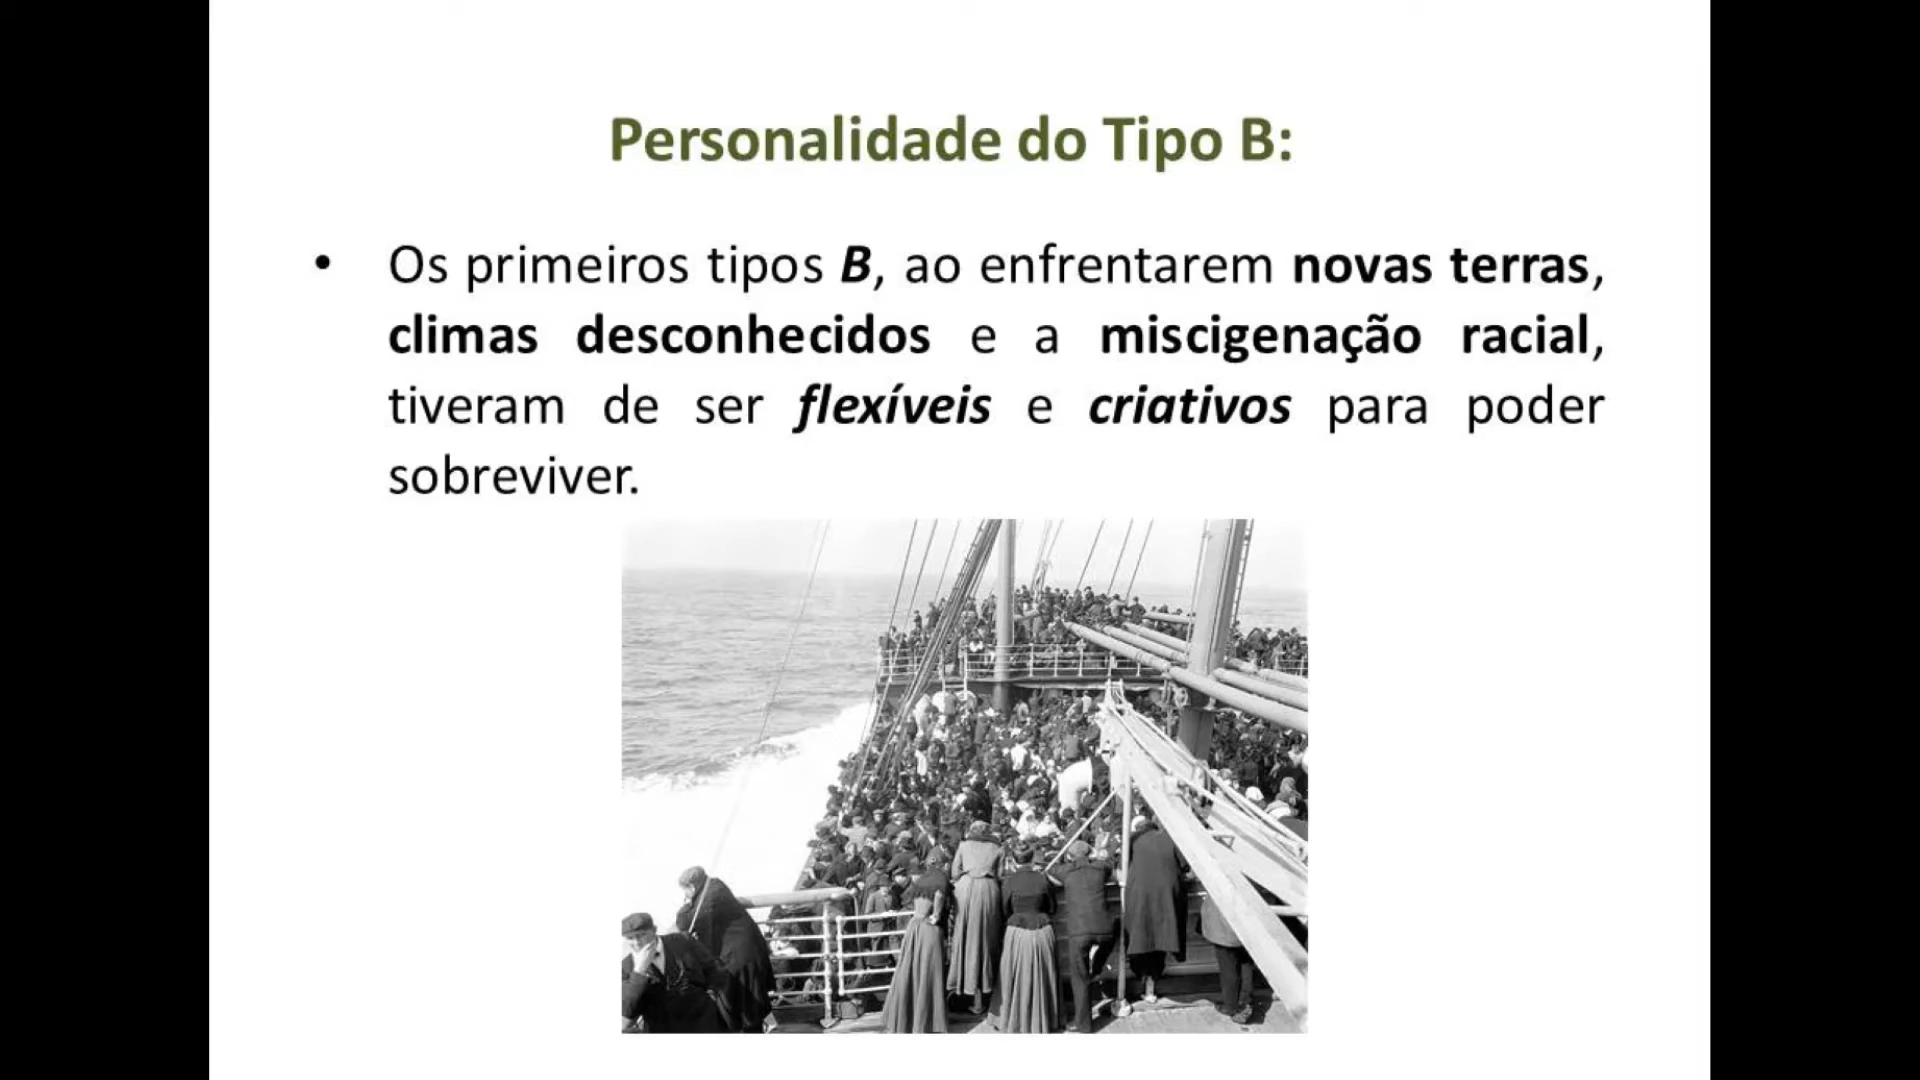 Personalidade do Tipo B:
• Os primeiros tipos B, ao enfrentarem novas terras,
climas desconhecidos e a miscigenação racial,
tiveram de ser flexíveis e criativos para poder
sobreviver.